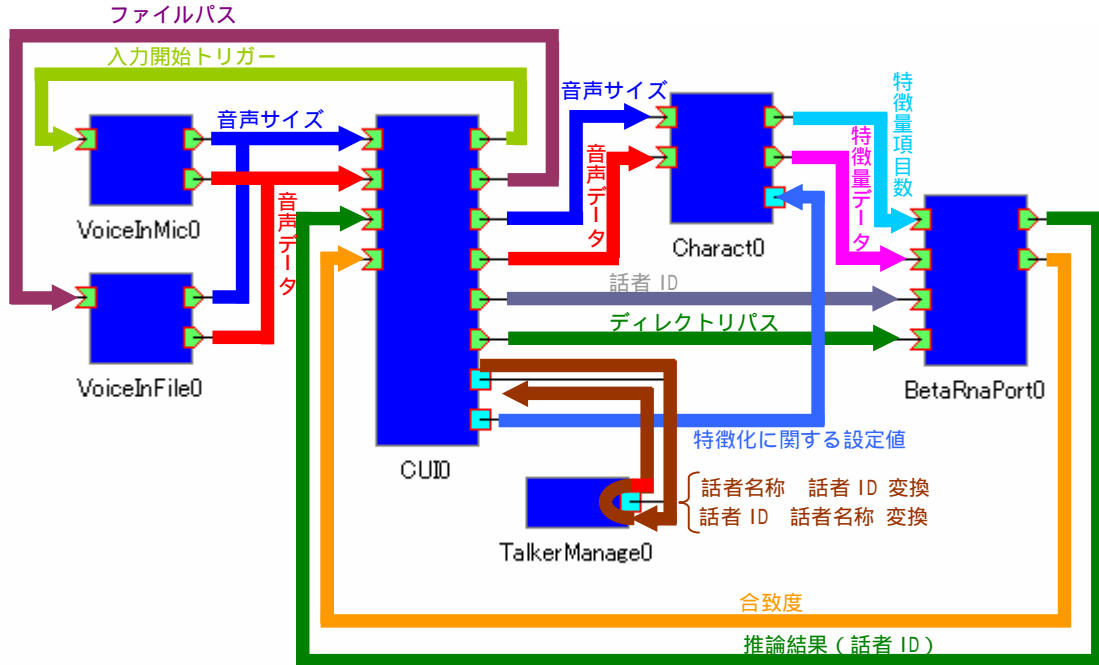 ファイルパス
入力開始トリガー
音声サイズ
音声サイズ
特徴量項目数
音声データ
音声データ
特徴量データ
VoiceInMic0
Charact0
話者 ID
ディレクトリパス
VoiceInFile0
BetaRnaPort0
特徴化に関する設定値
CUI0
話者名称 話者 ID 変換
話者 ID 話者名称 変換
TalkerManage0
合致度
推論結果(話者 ID)